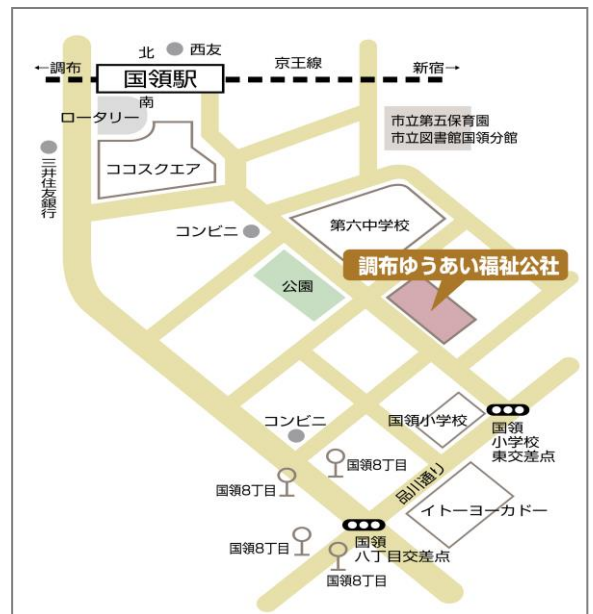 北
西友
←調布
国領駅
京王線
新宿→
南
ロータリー
市立第五保育園
市立図書館国領分館
三井住友銀行
ココスクエア
コンビニ
第六中学校
調布ゆうあい福祉公社
公園
コンビニ
国領小学校
国領
小学校
東交差点
国領8丁目
国領8丁目
品川通り
イトーヨーカドー
国領
八丁目交差点
国領8丁目
国領8丁目